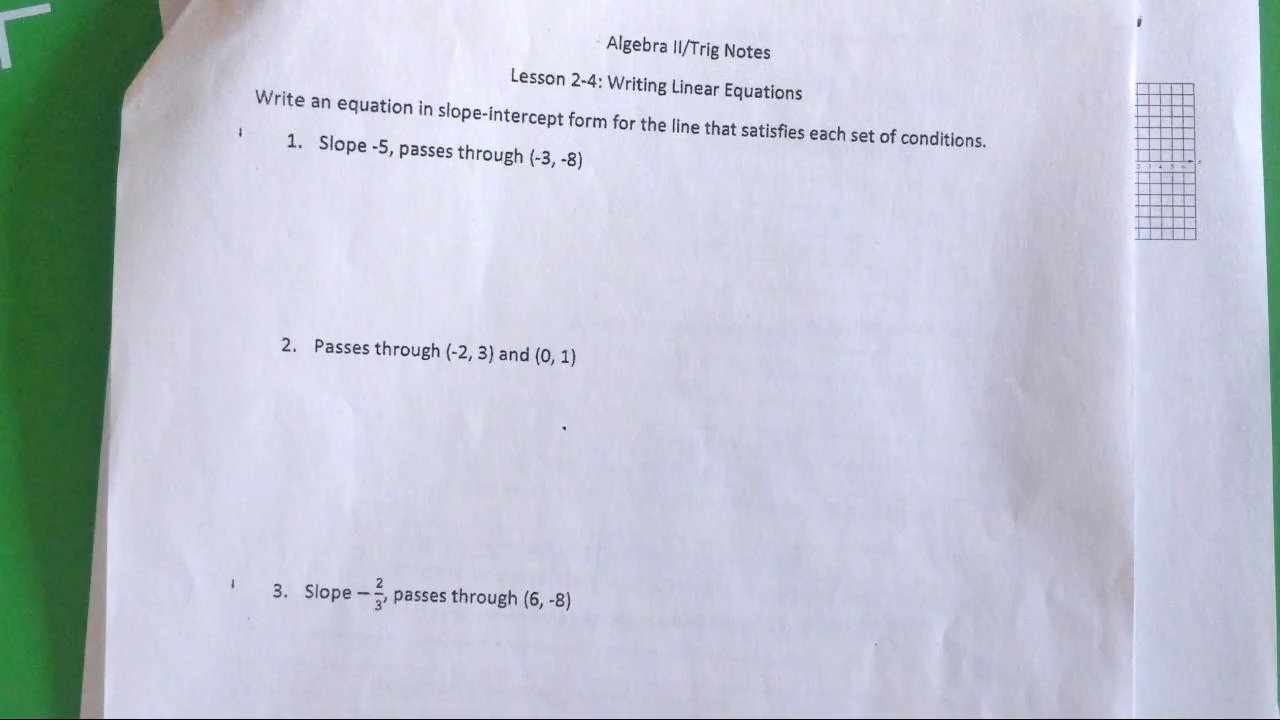 Algebra II/Trig Notes
Lesson 2-4: Writing Linear Equations
Write an equation in slope-intercept form for the line that satisfies each set of conditions.
1. Slope -5, passes through (-3, -8)
2. Passes through (-2, 3) and (0, 1)
3. Slope −2/3, passes through (6, -8)